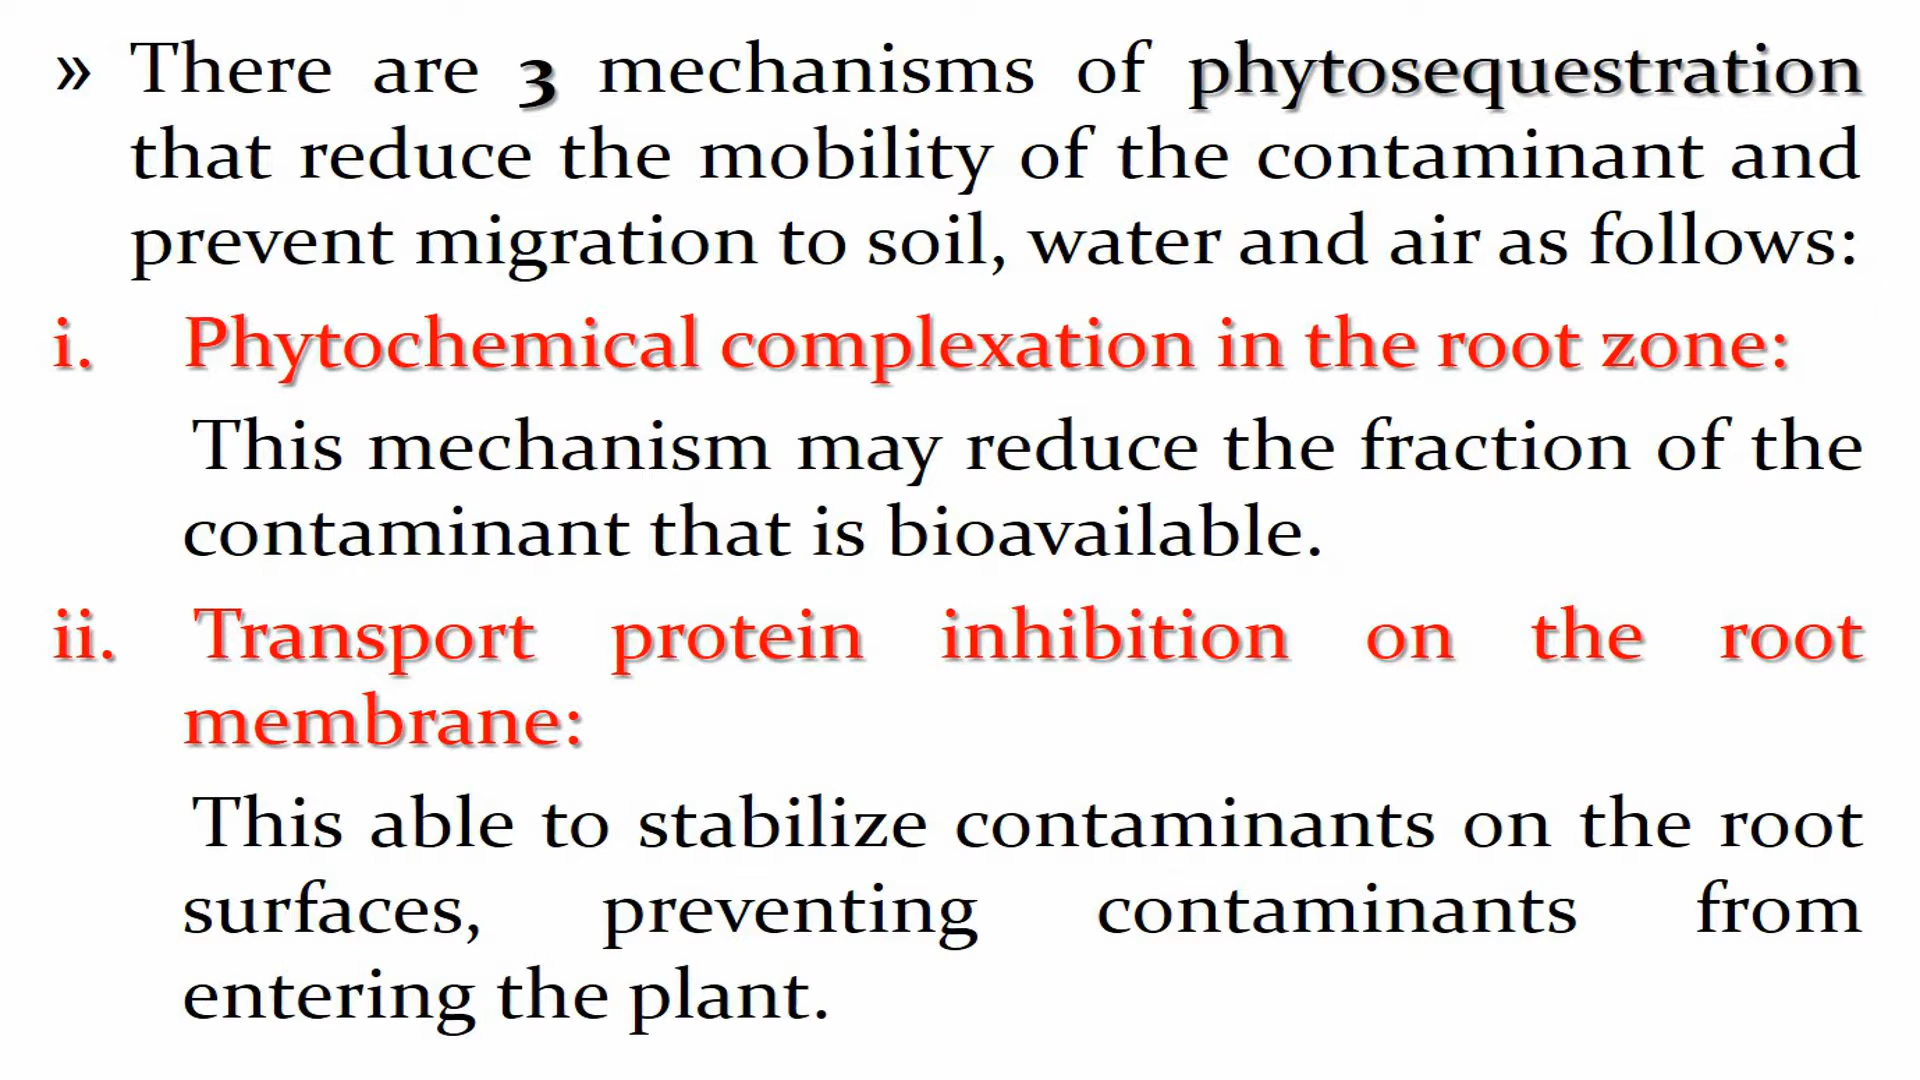 » There are 3 mechanisms of phytosequestration
that reduce the mobility of the contaminant and
prevent migration to soil, water and air as follows:
i. Phytochemical complexation in the root zone:
This mechanism may reduce the fraction of the
contaminant that is bioavailable.
ii. Transport protein inhibition on the root
membrane:
This able to stabilize contaminants on the root
surfaces, preventing contaminants from
entering the plant.